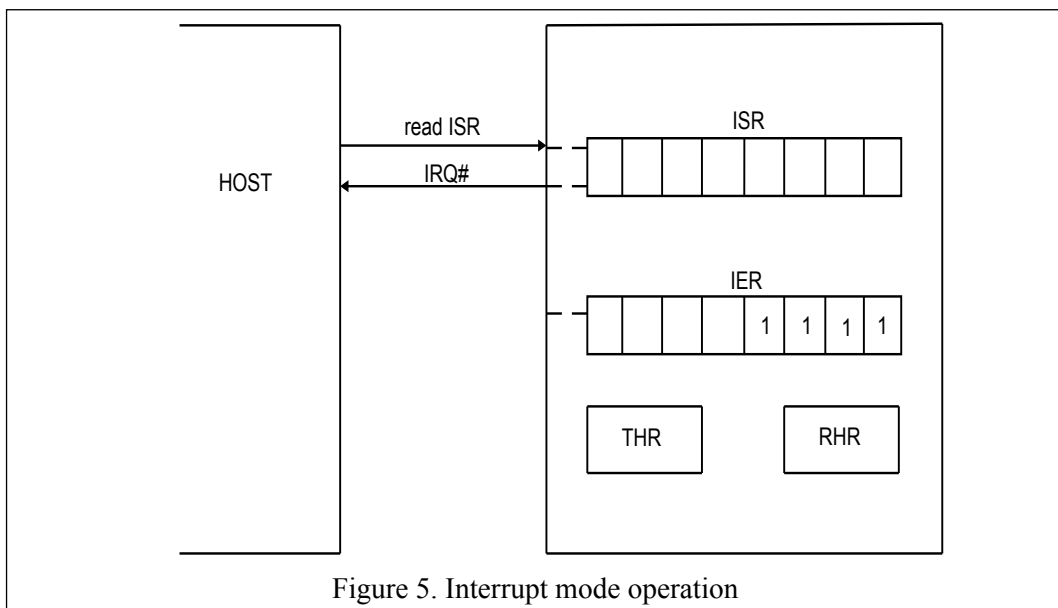 read ISR
ISR
HOST
IRQ#
IER
1 1 1 1
THR RHR
Figure 5. Interrupt mode operation